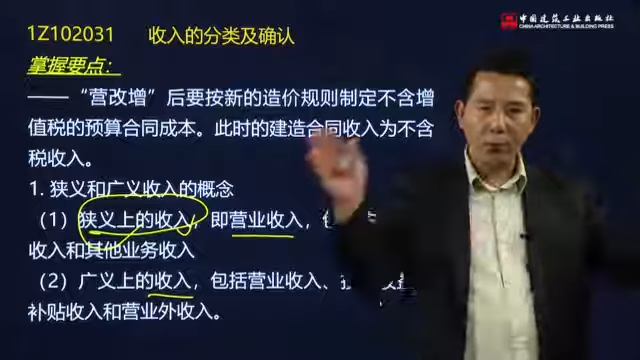 1Z102031 收入的分类及确认
中国建筑工业出版社
CHINA ARCHITECTURE & BUILDING PRESS
掌握要点：
——“营改增”后要按新的造价规则制定不含增
值税的预算合同成本。此时的建造合同收入为不含
税收入。
1. 狭义和广义收入的概念
（1）狭义上的收入，即营业收入，
收入和其他业务收入
（2）广义上的收入，包括营业收入、
补贴收入和营业外收入。